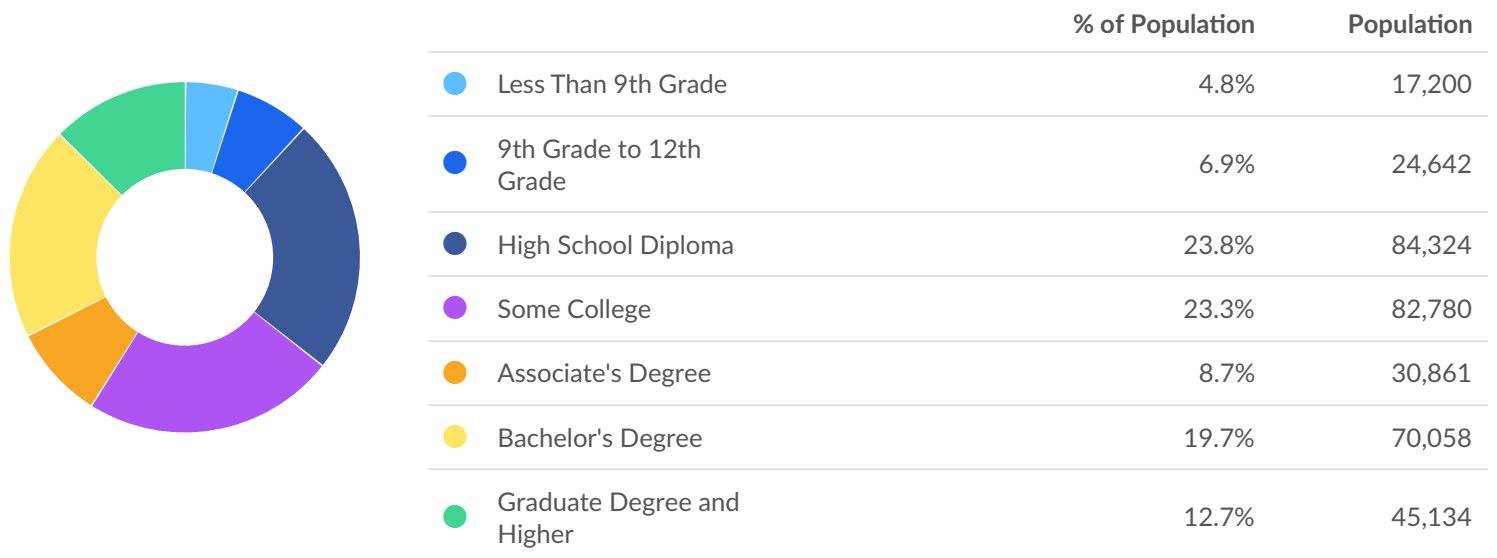 % of Population Population
Less Than 9th Grade 4.8% 17,200
9th Grade to 12th
Grade 6.9% 24,642
High School Diploma 23.8% 84,324
Some College 23.3% 82,780
Associate's Degree 8.7% 30,861
Bachelor's Degree 19.7% 70,058
Graduate Degree and
Higher 12.7% 45,134